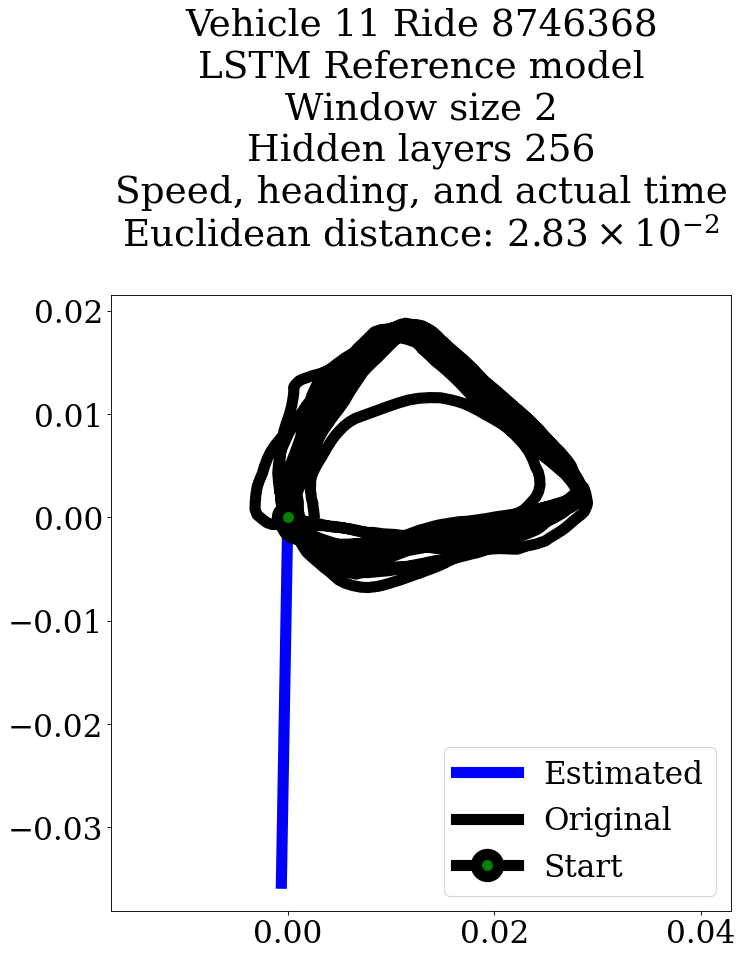 Vehicle 11 Ride 8746368
LSTM Reference model
Window size 2
Hidden layers 256
Speed, heading, and actual time
Euclidean distance: 2.83 × 10⁻²
0.02
0.01
0.00
−0.01
−0.02
−0.03
Estimated
Original
Start
0.00 0.02 0.04